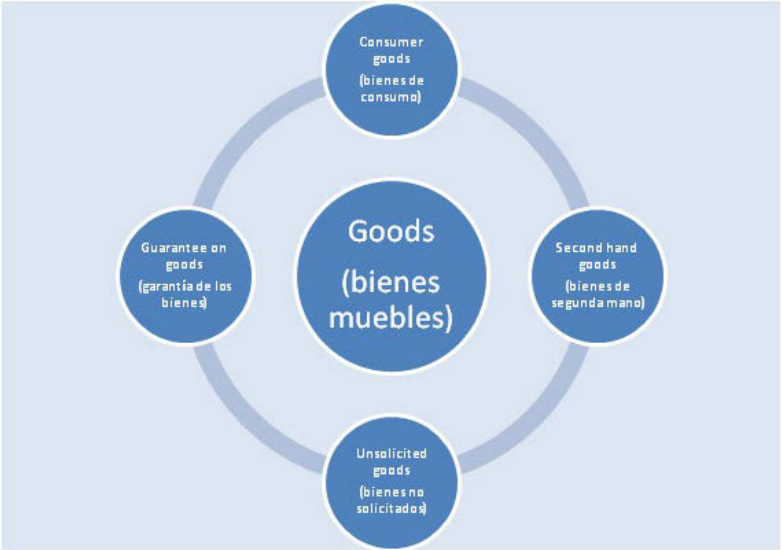 Consumer
goods
(bienes de
consumo)
Guarantee on
goods
(garantía de los
bienes)
Goods
(bienes
muebles)
Second hand
goods
(bienes de
segunda mano)
Unsolicited
goods
(bienes no
solicitados)